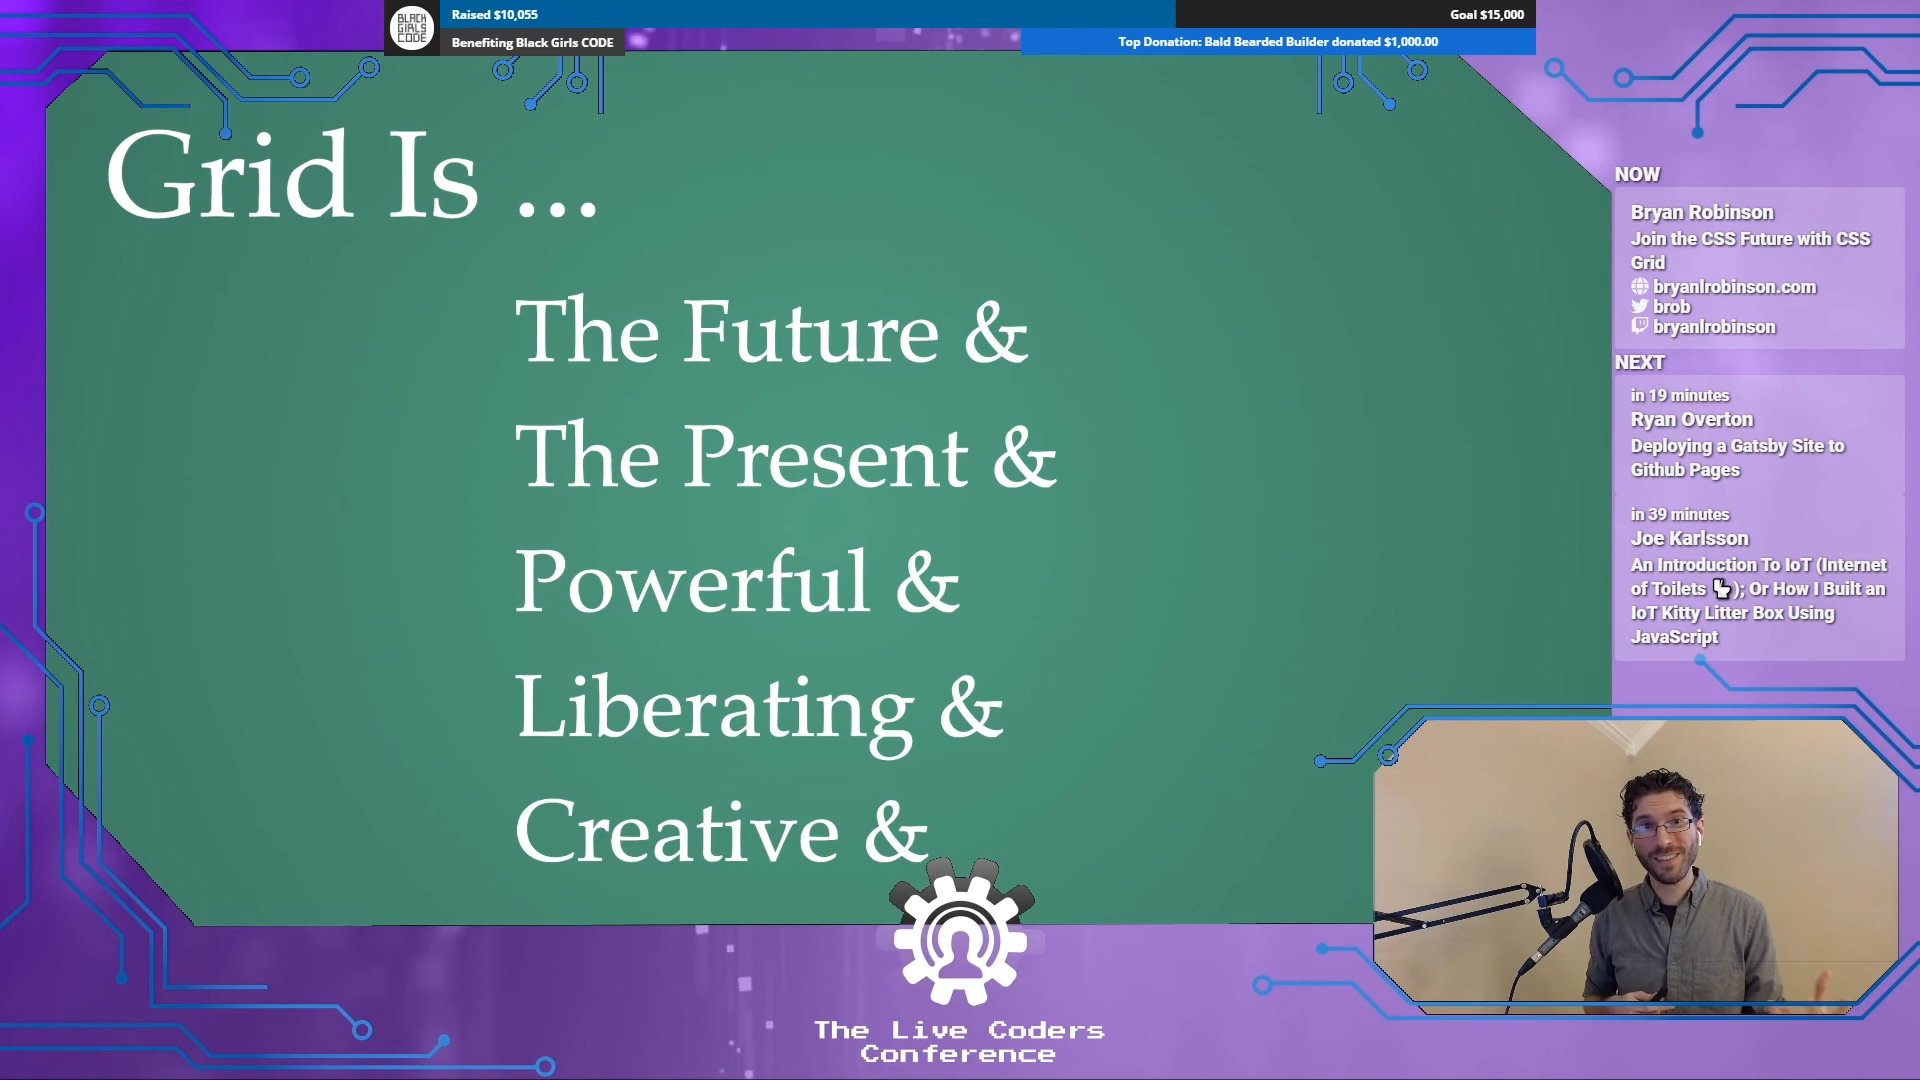 BLACK
GIRLS
CODE
Raised $10,055
Goal $15,000
Benefiting Black Girls CODE
Top Donation: Bald Bearded Builder donated $1,000.00
Grid Is ...
The Future &
The Present &
Powerful &
Liberating &
Creative &
NOW
Bryan Robinson
Join the CSS Future with CSS
Grid
bryanlrobinson.com
brob
bryanlrobinson
NEXT
in 19 minutes
Ryan Overton
Deploying a Gatsby Site to
Github Pages
in 39 minutes
Joe Karlsson
An Introduction To IoT (Internet
of Toilets 🚽); Or How I Built an
IoT Kitty Litter Box Using
JavaScript
The Live Coders
Conference